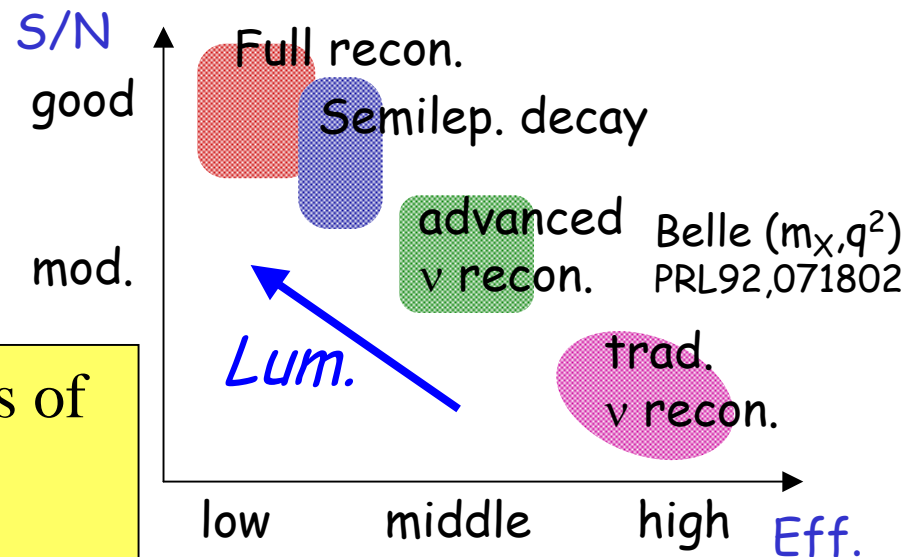 S/N
good
mod.
Full recon.
Semilep. decay
advanced
ν recon.
Belle (mX,q²)
PRL92,071802
trad.
ν recon.
Lum.
s of
low middle high Eff.